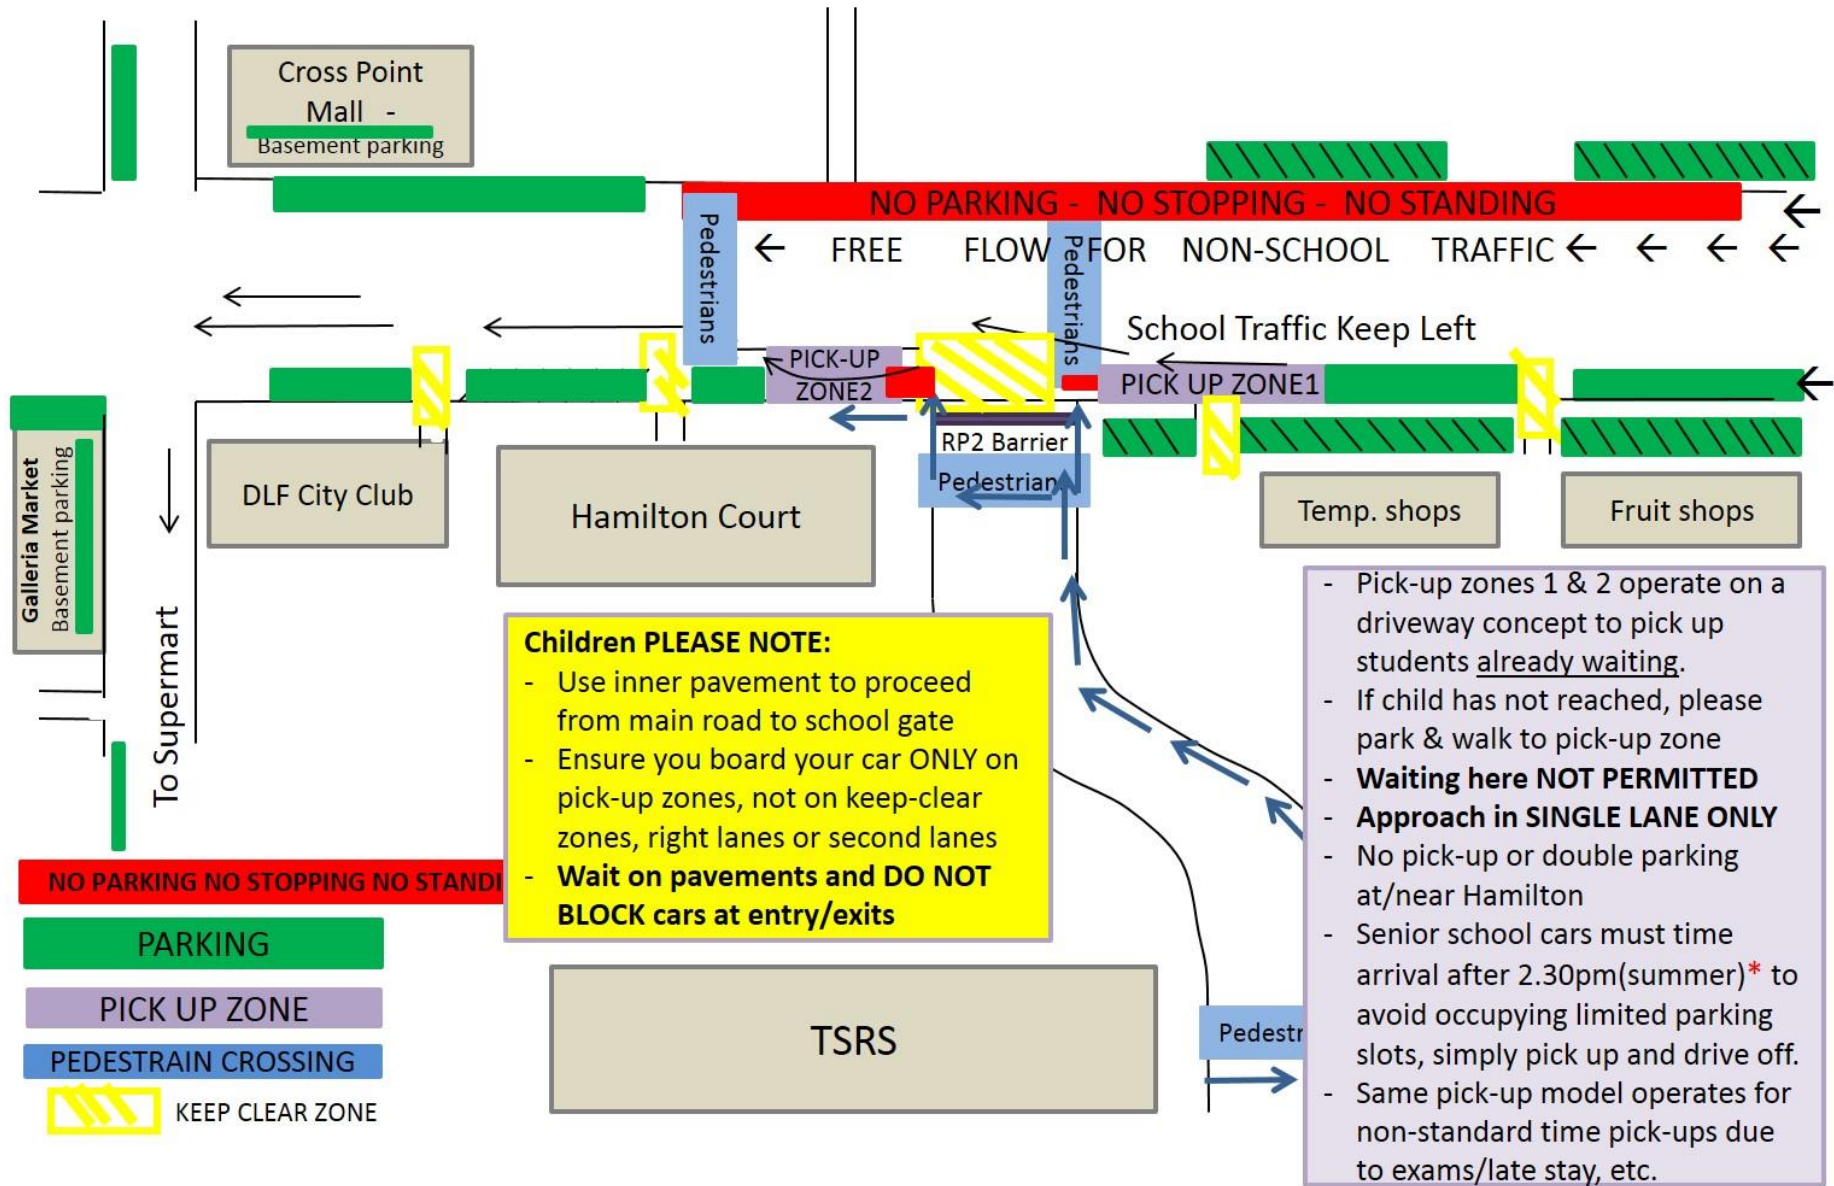 Cross Point
Mall -
Basement parking
NO PARKING - NO STOPPING - NO STANDING
Pedestrians
Pedestrians
FREE FLOW FOR NON-SCHOOL TRAFFIC
School Traffic Keep Left
PICK-UP
ZONE2
PICK UP ZONE1
RP2 Barrier
Pedestrian
Galleria Market
Basement parking
DLF City Club
Hamilton Court
Temp. shops
Fruit shops
To Supermart
Children PLEASE NOTE:
- Use inner pavement to proceed
from main road to school gate
- Ensure you board your car ONLY on
pick-up zones, not on keep-clear
zones, right lanes or second lanes
- Wait on pavements and DO NOT
BLOCK cars at entry/exits
- Pick-up zones 1 & 2 operate on a
driveway concept to pick up
students already waiting.
- If child has not reached, please
park & walk to pick-up zone
- Waiting here NOT PERMITTED
- Approach in SINGLE LANE ONLY
- No pick-up or double parking
at/near Hamilton
- Senior school cars must time
arrival after 2.30pm(summer)* to
avoid occupying limited parking
slots, simply pick up and drive off.
- Same pick-up model operates for
non-standard time pick-ups due
to exams/late stay, etc.
NO PARKING NO STOPPING NO STANDI
PARKING
PICK UP ZONE
PEDESTRAIN CROSSING
KEEP CLEAR ZONE
TSRS
Pedestr